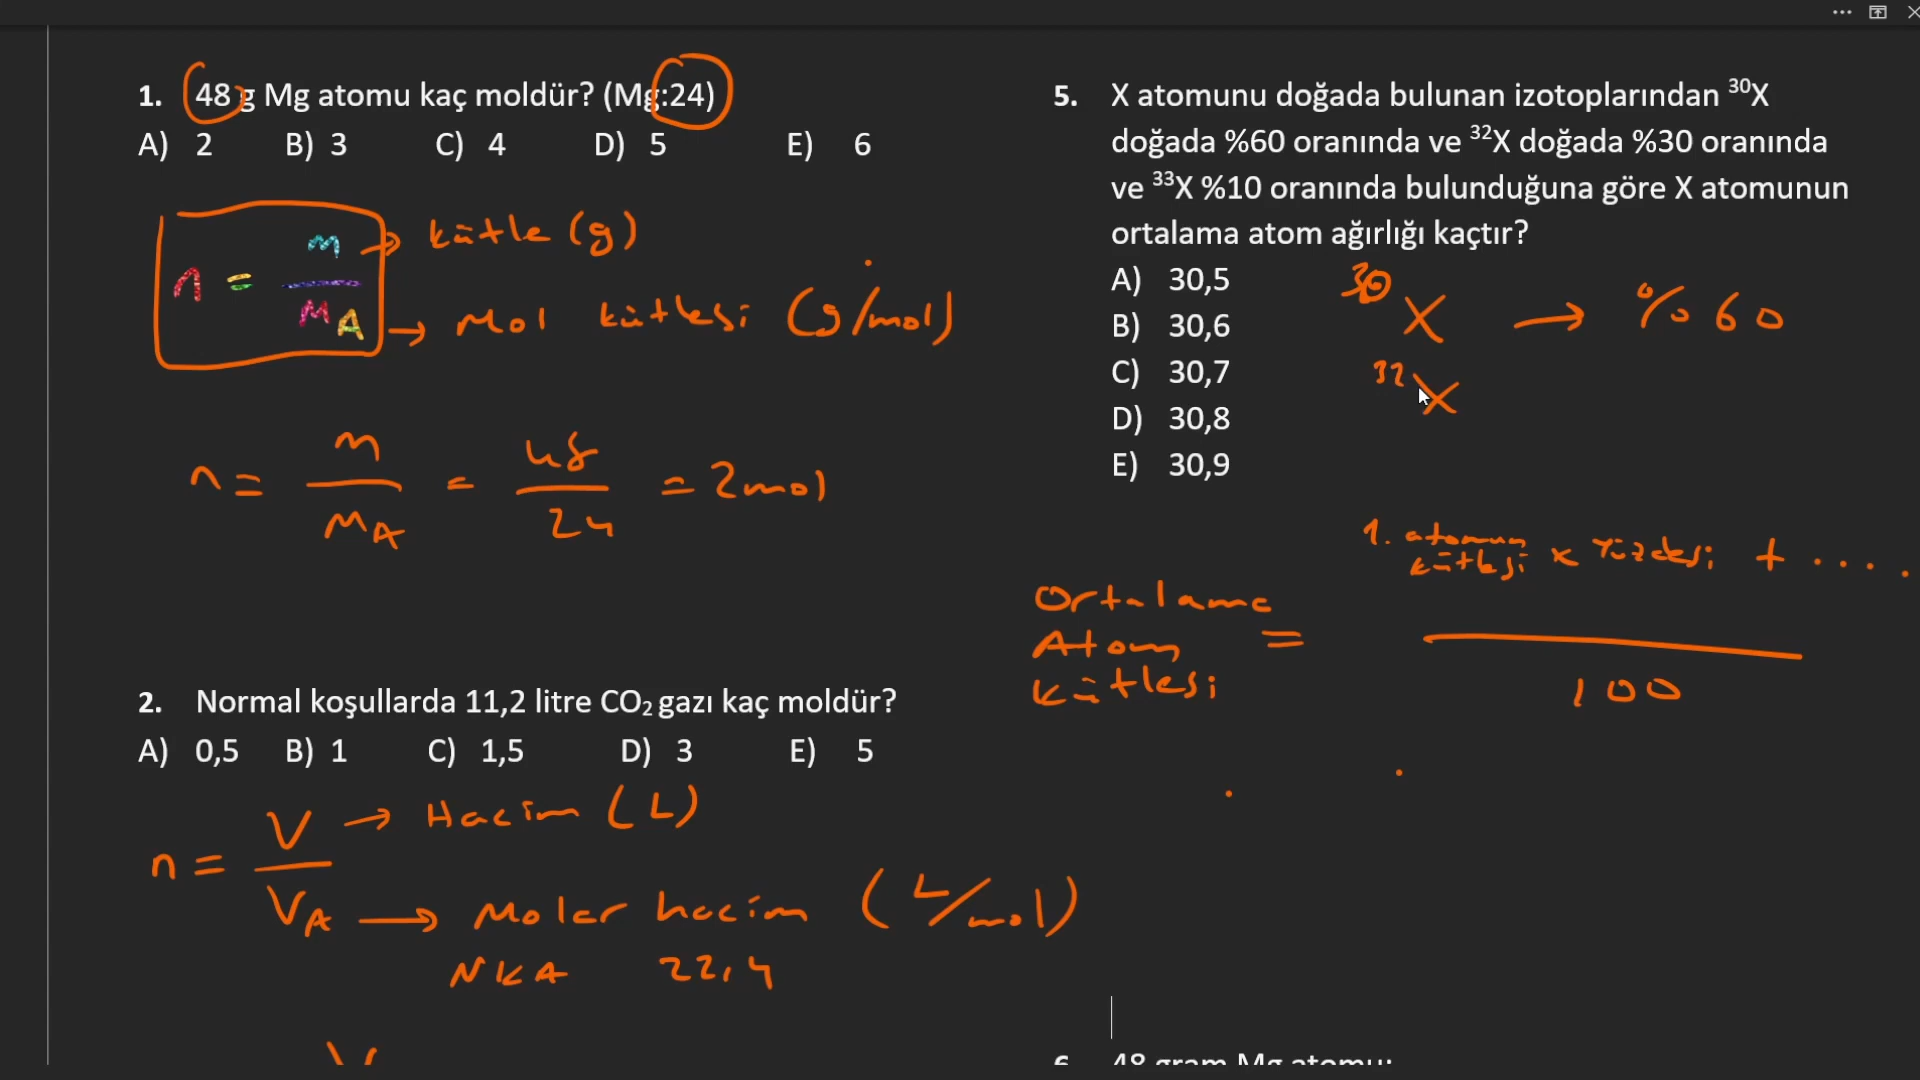 1. 48 g Mg atomu kaç moldür? (Mg:24)
A) 2 B) 3 C) 4 D) 5 E) 6
n = m / MA
→ kütle (g)
→ Mol kütlesi (g/mol)
n = m / MA = 48 / 24 = 2mol
2. Normal koşullarda 11,2 litre CO₂ gazı kaç moldür?
A) 0,5 B) 1 C) 1,5 D) 3 E) 5
n = V / VA
→ Hacim (L)
→ Molar hacim (L/mol)
NKA 22,4
5. X atomunu doğada bulunan izotoplarından ³⁰X
doğada %60 oranında ve ³²X doğada %30 oranında
ve ³³X %10 oranında bulunduğuna göre X atomunun
ortalama atom ağırlığı kaçtır?
A) 30,5
B) 30,6
C) 30,7
D) 30,8
E) 30,9
³⁰X → %60
³²X
Ortalama
Atom
kütlesi
=
1. atomun
kütlesi x Yüzdesi + ....
100
48 gram Mg atomu: